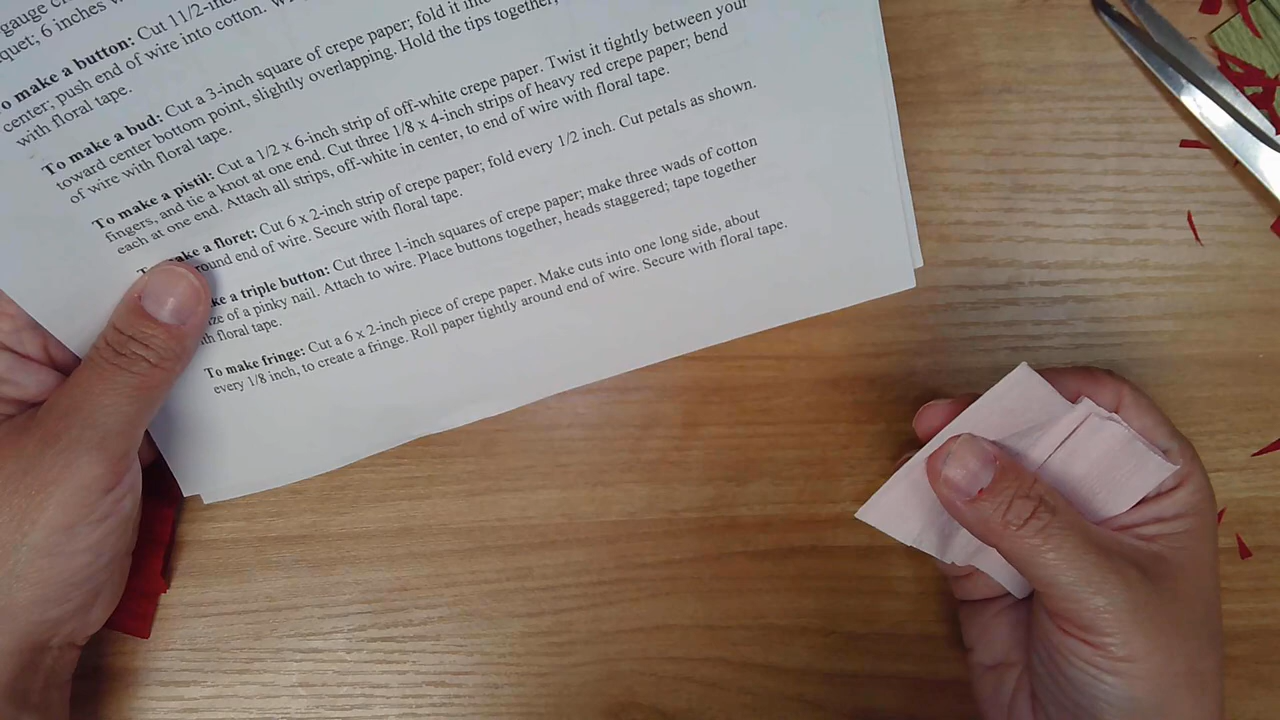 gauge
quet; 6 inches
o make a button: Cut 11/2-inc
center; push end of wire into cotton.
with floral tape.
To make a bud: Cut a 3-inch square of crepe paper; fold it into
toward center bottom point, slightly overlapping. Hold the tips together,
of wire with floral tape.
To make a pistil: Cut a 1/2 x 6-inch strip of off-white crepe paper. Twist it tightly between your
fingers, and tie a knot at one end. Cut three 1/8 x 4-inch strips of heavy red crepe paper; bend
each at one end. Attach all strips, off-white in center, to end of wire with floral tape.
ake a floret: Cut 6 x 2-inch strip of crepe paper; fold every 1/2 inch. Cut petals as shown.
round end of wire. Secure with floral tape.
ke a triple button: Cut three 1-inch squares of crepe paper; make three wads of cotton
ize of a pinky nail. Attach to wire. Place buttons together, heads staggered; tape together
th floral tape.
To make fringe: Cut a 6 x 2-inch piece of crepe paper. Make cuts into one long side, about
every 1/8 inch, to create a fringe. Roll paper tightly around end of wire. Secure with floral tape.